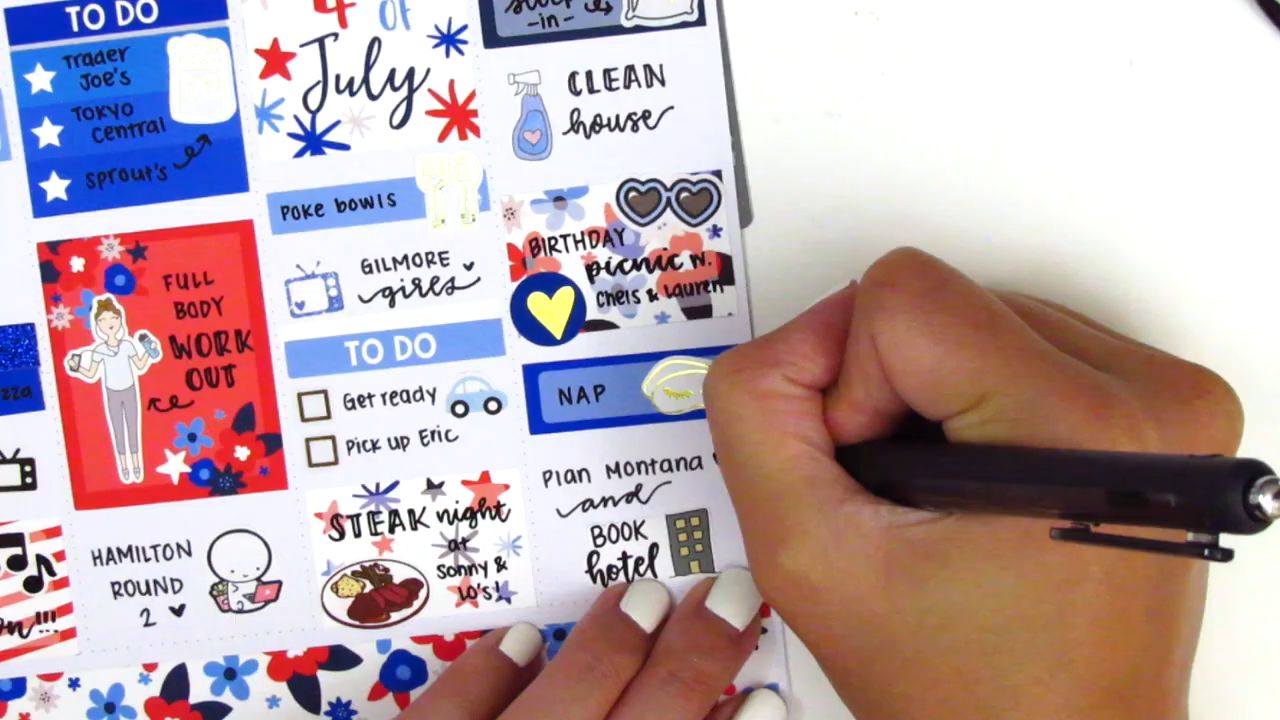 TO DO
Trader
Joe's
TOKYO
Central
sprout's
FULL
BODY
WORK
OUT
HAMILTON
ROUND
2
4 OF
July
Poke bowls
GILMORE
girls
TO DO
Get ready
Pick up Eric
STEAK night
at
Sonny &
Lo's!
-in-
CLEAN
house
BIRTHDAY
picnic w.
Chels & Lauren
NAP
Plan Montana
and
BOOK
hotel